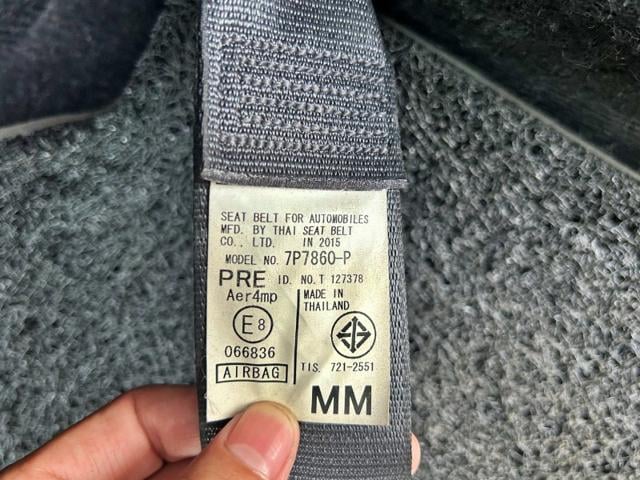 SEAT BELT FOR AUTOMOBILES
MFD. BY THAI SEAT BELT
CO., LTD. IN 2015
MODEL NO. 7P7860-P
PRE ID. NO. T 127378
Aer4mp
E8
066836
AIRBAG
MADE IN
THAILAND
TIS. 721-2551
MM